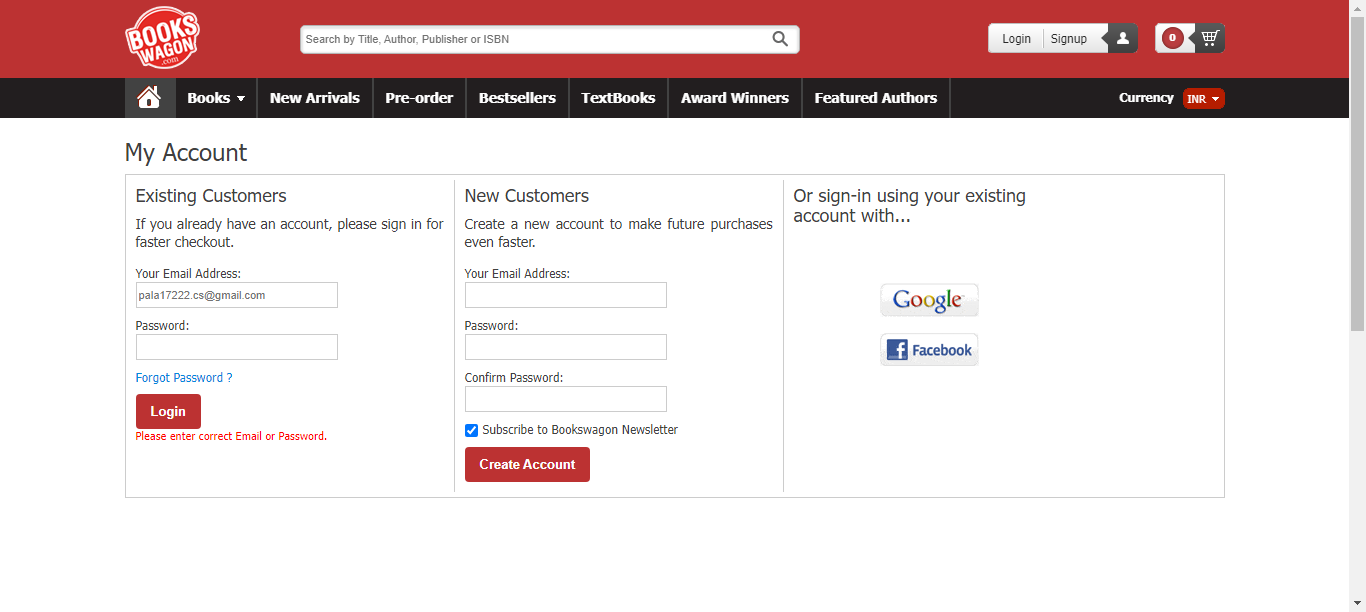 BOOKS
WAGON
.com
Search by Title, Author, Publisher or ISBN
Login Signup
0
Books New Arrivals Pre-order Bestsellers TextBooks Award Winners Featured Authors Currency INR
My Account
Existing Customers
If you already have an account, please sign in for
faster checkout.
Your Email Address:
pala17222.cs@gmail.com
Password:
Forgot Password ?
Login
Please enter correct Email or Password.
New Customers
Create a new account to make future purchases
even faster.
Your Email Address:
Password:
Confirm Password:
Subscribe to Bookswagon Newsletter
Create Account
Or sign-in using your existing
account with...
Google
Facebook